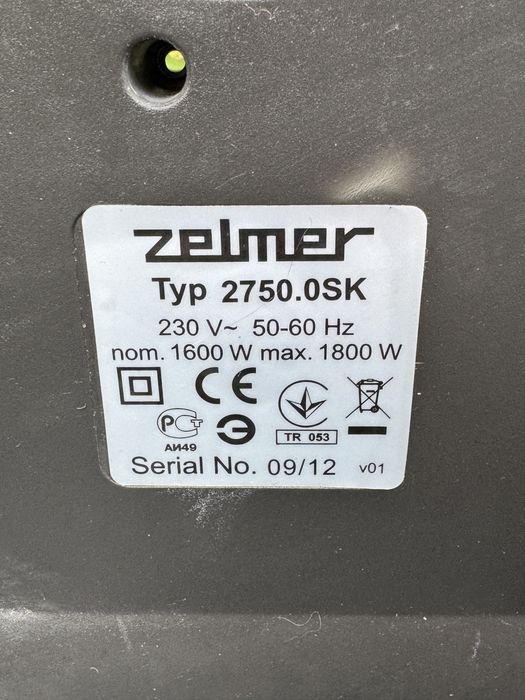 zelmer
Typ 2750.0SK
230 V~ 50-60 Hz
nom. 1600 W max. 1800 W
CE
РСТ
АИ49
TR 053
Serial No. 09/12 v01